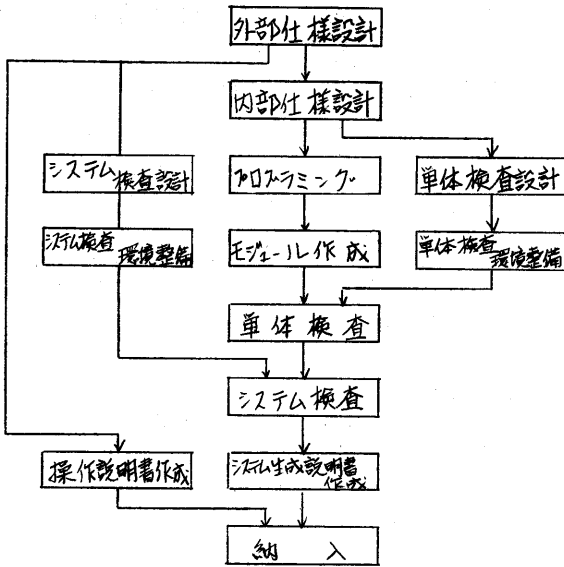 外部仕様設計
内部仕様設計
システム
検査設計
プログラミング
単体検査設計
システム検査
環境整備
モジュール作成
単体検査
環境整備
単体検査
システム検査
操作説明書作成
システム生成説明書
作成
納入